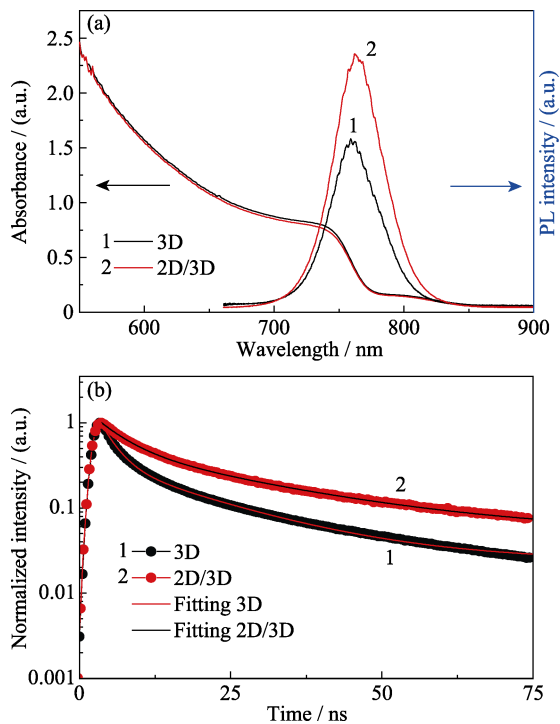 (a)
2.5
2.0
1.5
1.0
0.5
0
Absorbance / (a.u.)
PL intensity / (a.u.)
2
1
1 3D
2 2D/3D
600 700 800 900
Wavelength / nm
(b)
1
0.1
0.01
0.001
Normalized intensity / (a.u.)
2
1
1 3D
2 2D/3D
Fitting 3D
Fitting 2D/3D
0 25 50 75
Time / ns